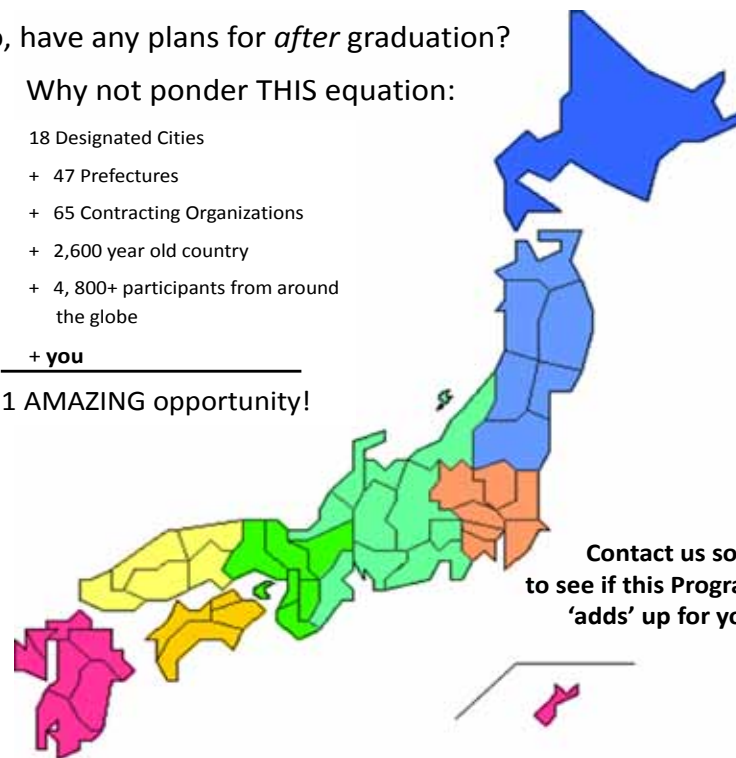 , have any plans for after graduation?
Why not ponder THIS equation:
18 Designated Cities
+ 47 Prefectures
+ 65 Contracting Organizations
+ 2,600 year old country
+ 4, 800+ participants from around
the globe
+ you
1 AMAZING opportunity!
Contact us so
to see if this Progra
'adds' up for yo